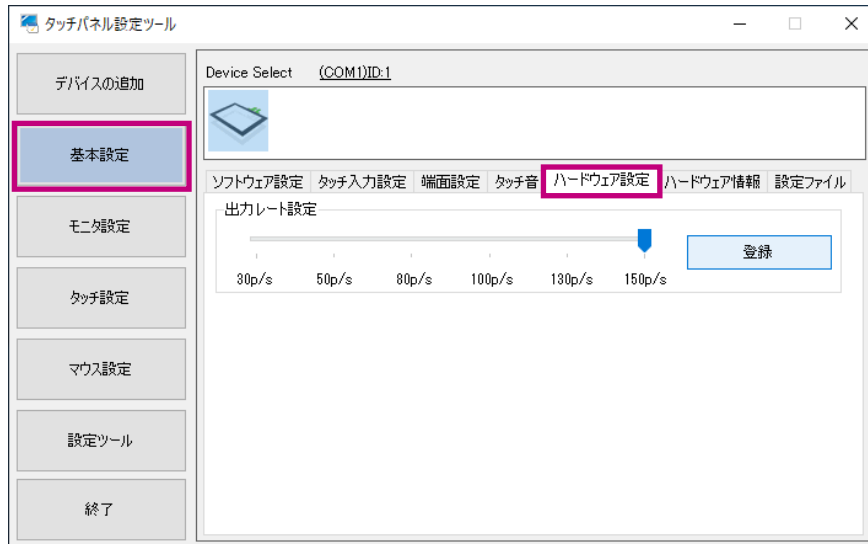 タッチパネル設定ツール
デバイスの追加
基本設定
モニタ設定
タッチ設定
マウス設定
設定ツール
終了
Device Select (COM1)ID:1
ソフトウェア設定 タッチ入力設定 端面設定 タッチ音 ハードウェア設定 ハードウェア情報 設定ファイル
出力レート設定
30p/s 50p/s 80p/s 100p/s 130p/s 150p/s
登録